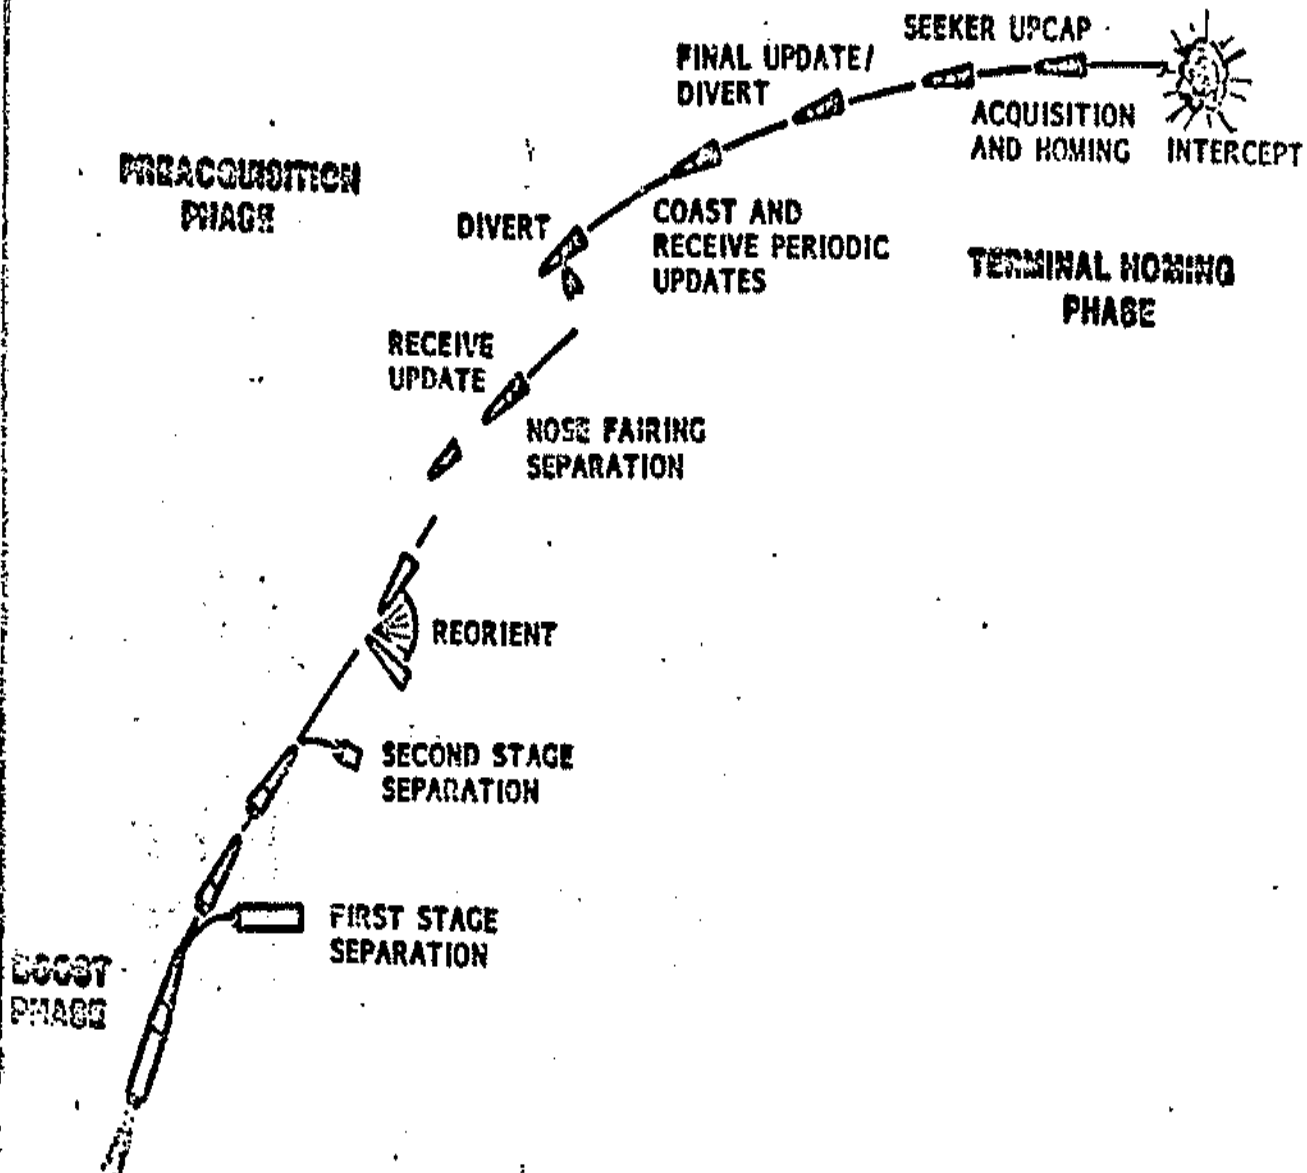 SEEKER UPCAP
FINAL UPDATE/
DIVERT
ACQUISITION
AND HOMING
INTERCEPT
PREACQUISITION
PHASE
DIVERT
COAST AND
RECEIVE PERIODIC
UPDATES
TERMINAL HOMING
PHASE
RECEIVE
UPDATE
NOSE FAIRING
SEPARATION
REORIENT
SECOND STAGE
SEPARATION
FIRST STAGE
SEPARATION
BOOST
PHASE